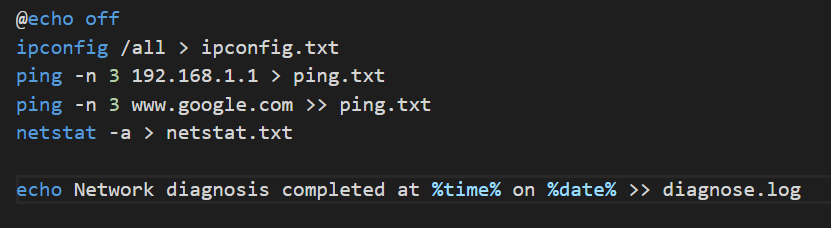 @echo off
ipconfig /all > ipconfig.txt
ping -n 3 192.168.1.1 > ping.txt
ping -n 3 www.google.com >> ping.txt
netstat -a > netstat.txt
echo Network diagnosis completed at %time% on %date% >> diagnose.log